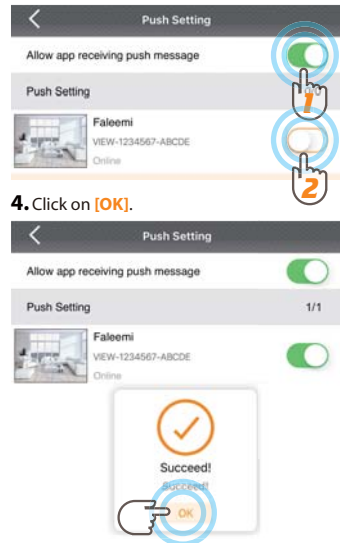 Push Setting
Allow app receiving push message
1
Push Setting
Faleemi
VIEW-1234567-ABCDE
Online
2
4. Click on [OK].
Push Setting
Allow app receiving push message
Push Setting 1/1
Faleemi
VIEW-1234567-ABCDE
Online
Succeed!
Succeed!
OK